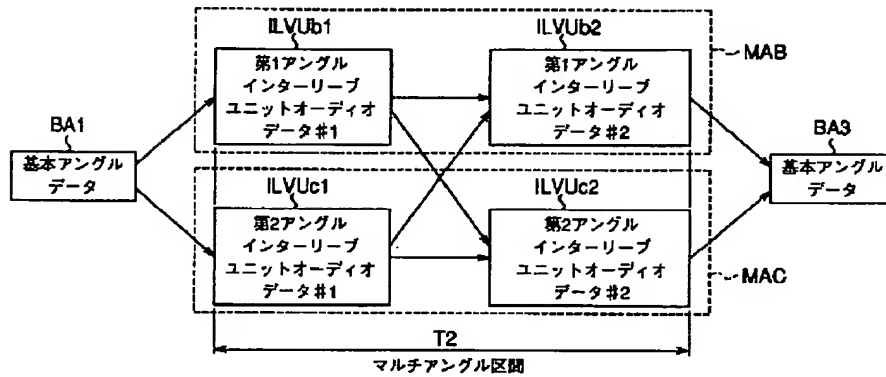 ILVUb1
ILVUb2
第1アングル
インターリーブ
ユニットオーディオ
データ#1
第1アングル
インターリーブ
ユニットオーディオ
データ#2
MAB
BA1
基本アングル
データ
BA3
基本アングル
データ
ILVUc1
ILVUc2
第2アングル
インターリーブ
ユニットオーディオ
データ#1
第2アングル
インターリーブ
ユニットオーディオ
データ#2
MAC
T2
マルチアングル区間